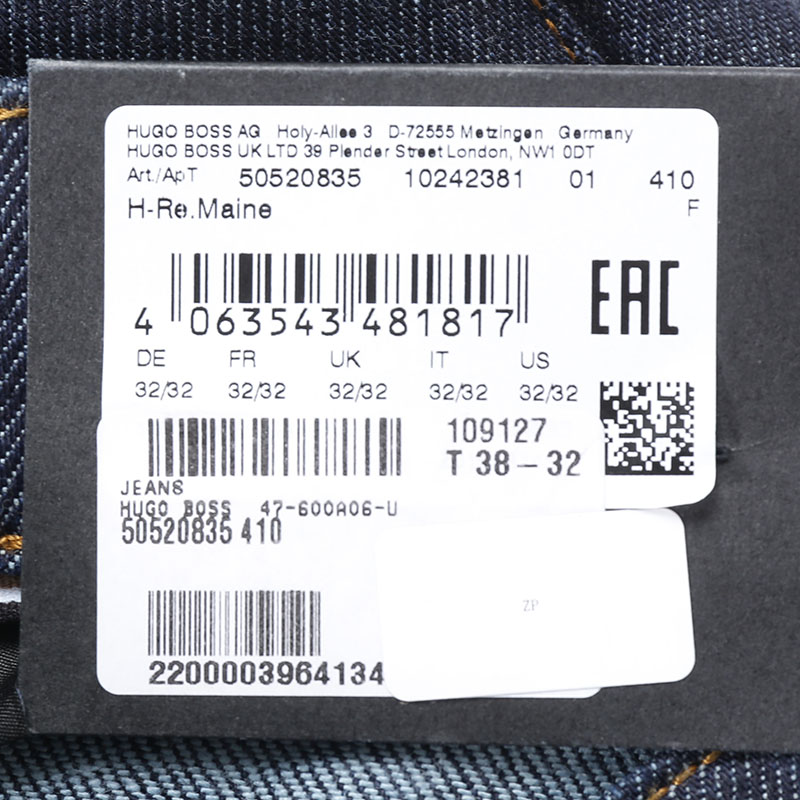 HUGO BOSS AG Holy-Allee 3 D-72555 Metzingen Germany
HUGO BOSS UK LTD 39 Plender Street London, NW1 0DT
Art./ApT 50520835 10242381 01 410
H-Re.Maine F
4 063543 481817
EAC
DE FR UK IT US
32/32 32/32 32/32 32/32 32/32
109127
T 38-32
JEANS
HUGO BOSS 47-600A06-U
50520835 410
ZP
2200003964134